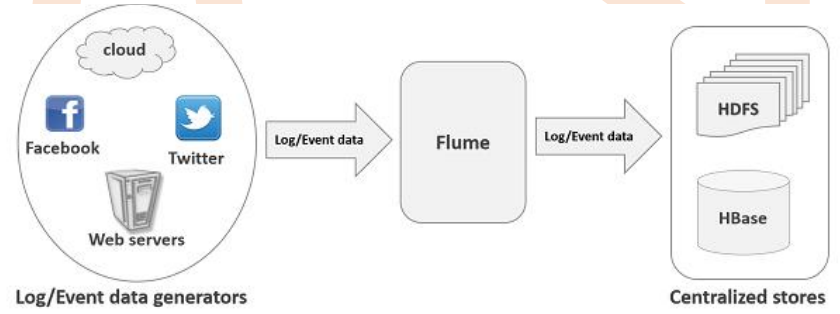 cloud
Facebook
Twitter
Web servers
Log/Event data generators
Log/Event data
Flume
Log/Event data
HDFS
HBase
Centralized stores